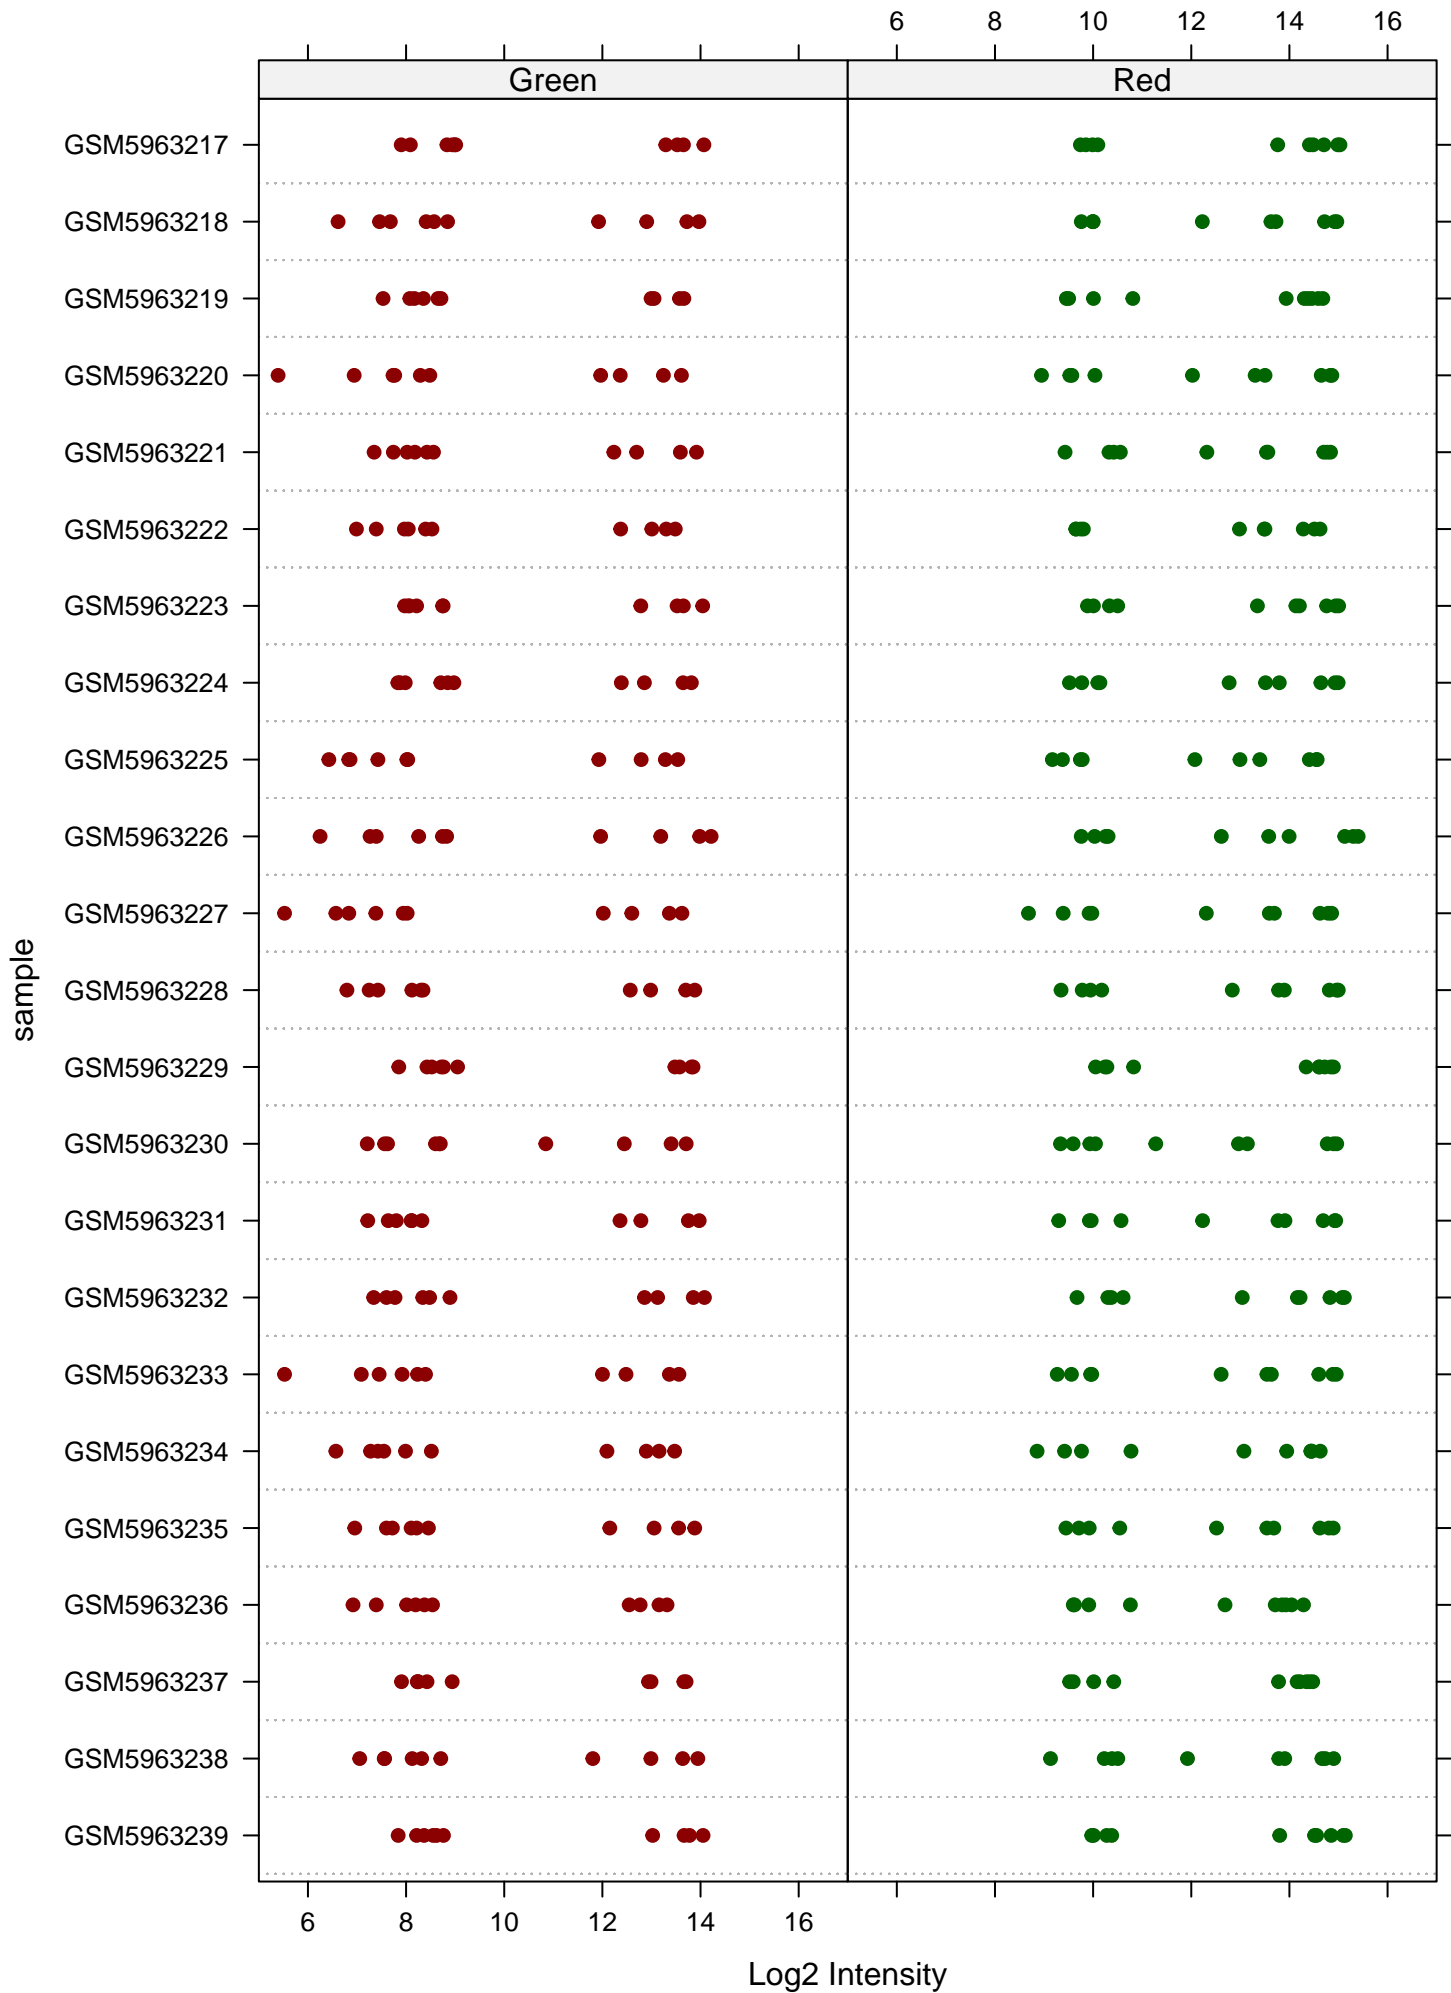 6 8 10 12 14 16
Green Red
GSM5963217
GSM5963218
GSM5963219
GSM5963220
GSM5963221
GSM5963222
GSM5963223
GSM5963224
GSM5963225
GSM5963226
GSM5963227
GSM5963228
GSM5963229
GSM5963230
GSM5963231
GSM5963232
GSM5963233
GSM5963234
GSM5963235
GSM5963236
GSM5963237
GSM5963238
GSM5963239
sample
6 8 10 12 14 16
Log2 Intensity